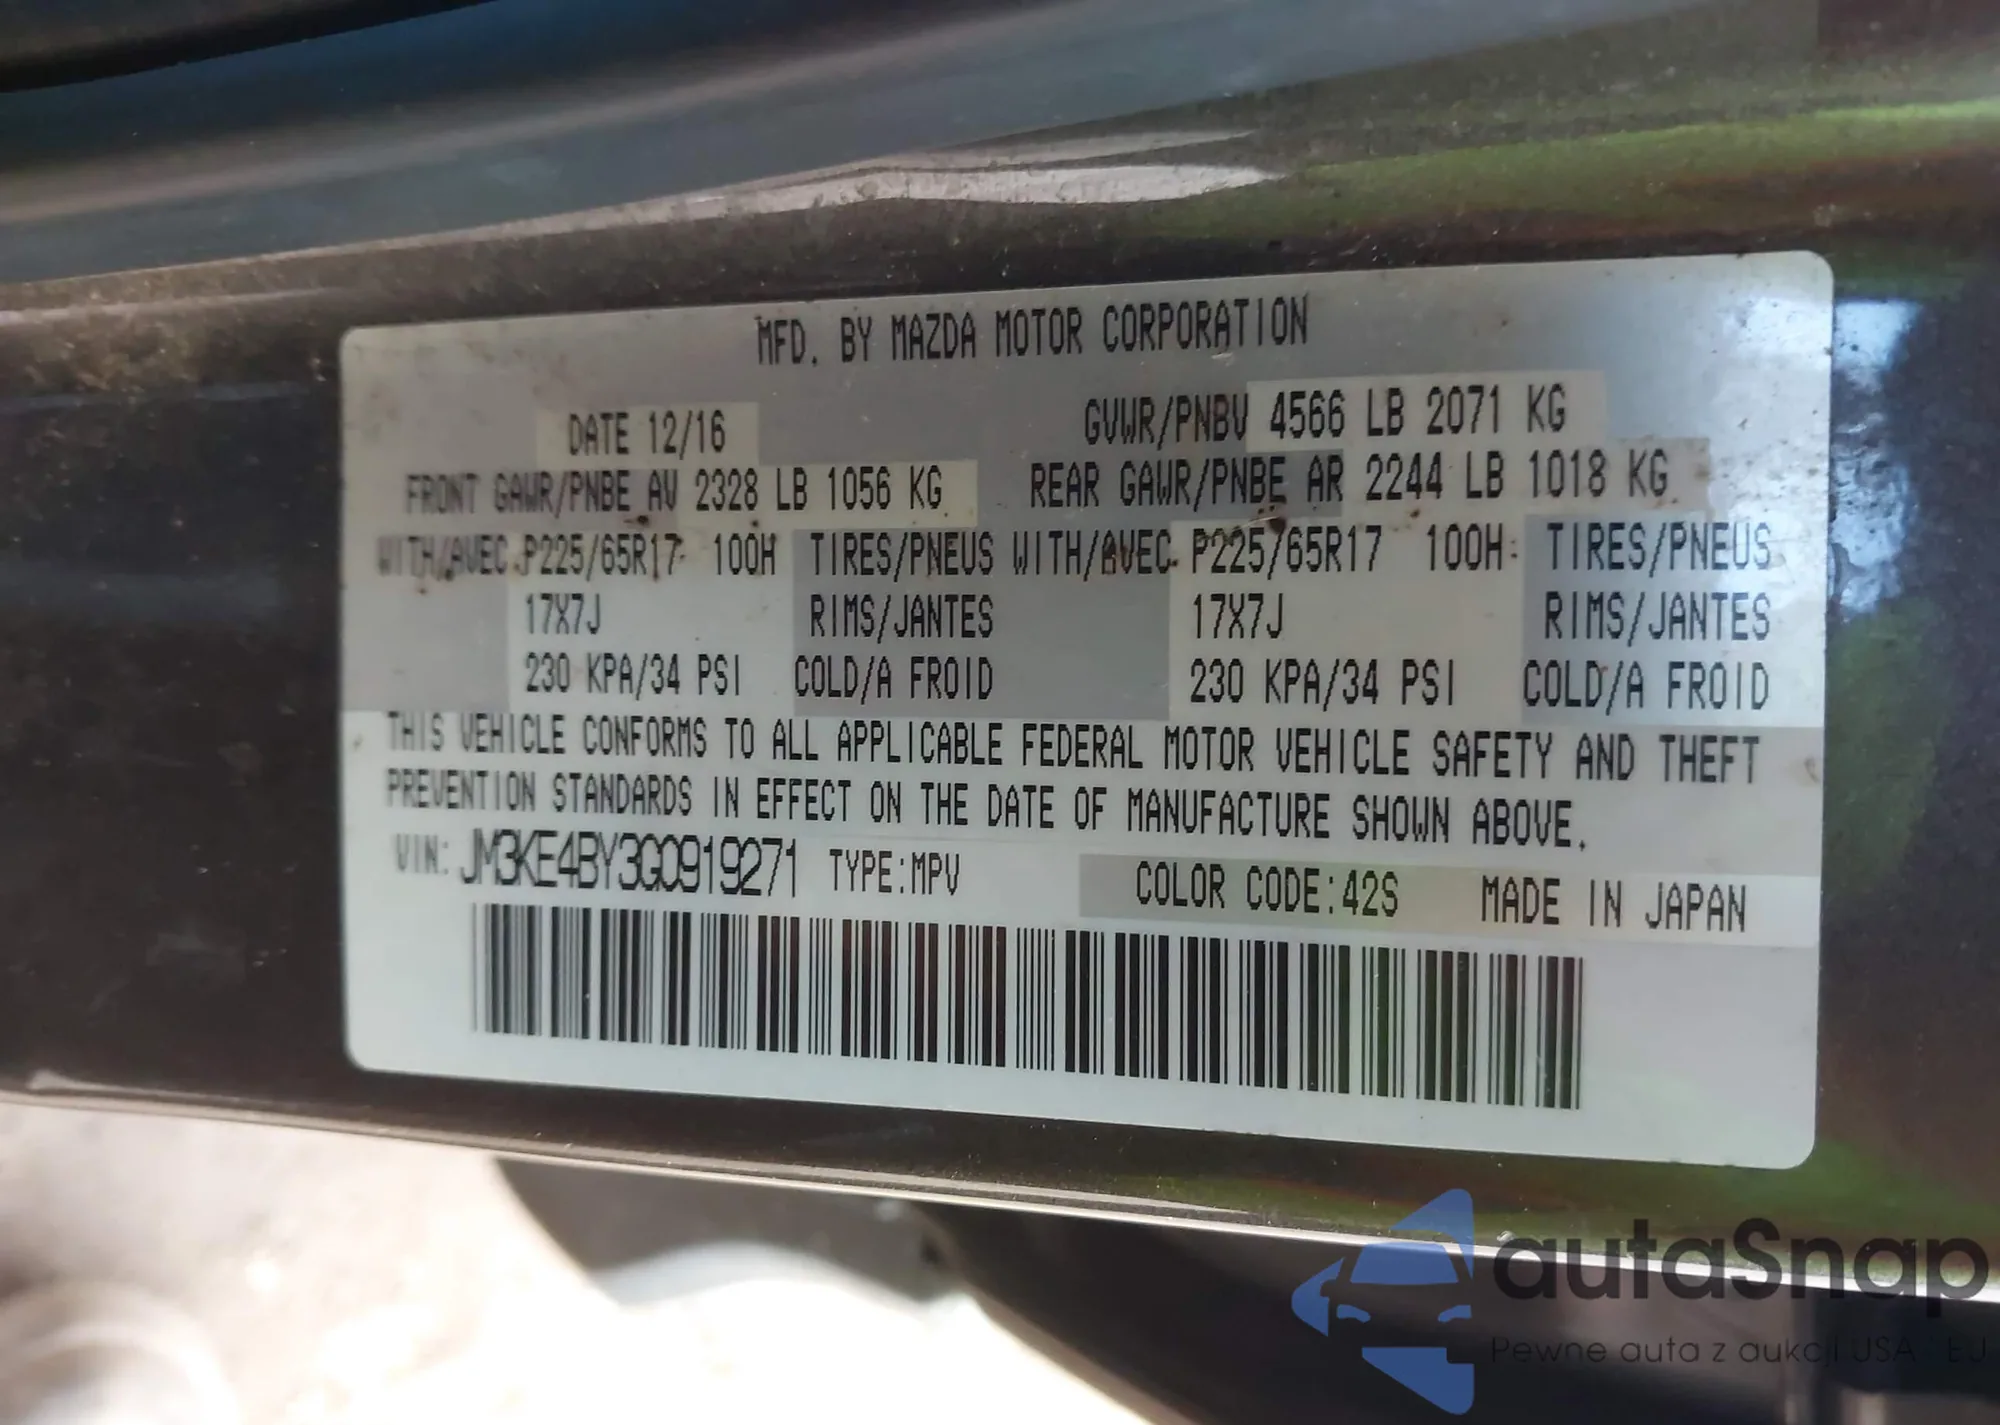 MFD. BY MAZDA MOTOR CORPORATION
DATE 12/16 GVWR/PNBV 4566 LB 2071 KG
FRONT GAWR/PNBE AV 2328 LB 1056 KG REAR GAWR/PNBE AR 2244 LB 1018 KG
WITH/AVEC P225/65R17 100H TIRES/PNEUS WITH/AVEC P225/65R17 100H TIRES/PNEUS
17X7J RIMS/JANTES 17X7J RIMS/JANTES
230 KPA/34 PSI COLD/A FROID 230 KPA/34 PSI COLD/A FROID
THIS VEHICLE CONFORMS TO ALL APPLICABLE FEDERAL MOTOR VEHICLE SAFETY AND THEFT
PREVENTION STANDARDS IN EFFECT ON THE DATE OF MANUFACTURE SHOWN ABOVE.
VIN: JM3KE4BY3G0919271 TYPE:MPV COLOR CODE:42S MADE IN JAPAN
autaSnap
Pewne auta z aukcji USA - EU